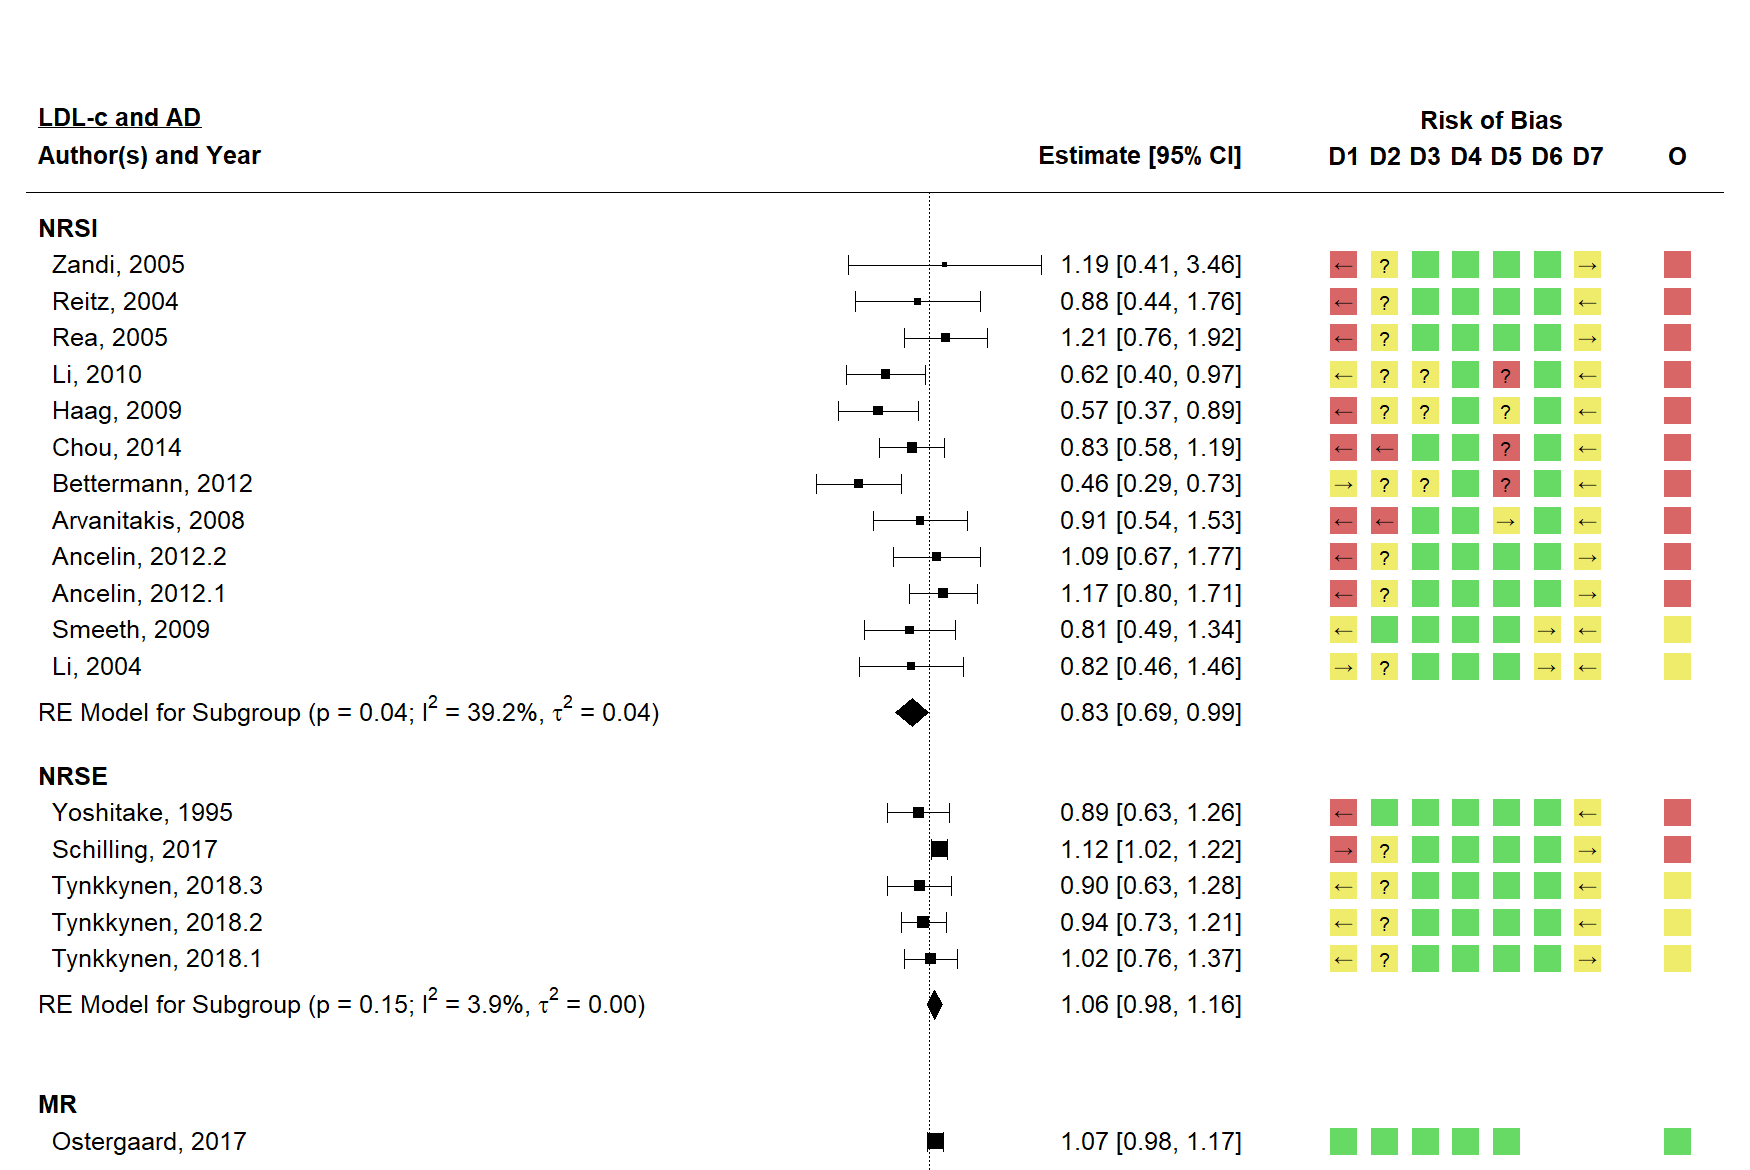 LDL-c and AD
Risk of Bias
Author(s) and Year Estimate [95% CI] D1 D2 D3 D4 D5 D6 D7 O
NRSI
Zandi, 2005 1.19 [0.41, 3.46] ← ? →
Reitz, 2004 0.88 [0.44, 1.76] ← ? ←
Rea, 2005 1.21 [0.76, 1.92] ← ? →
Li, 2010 0.62 [0.40, 0.97] ← ? ? ? ←
Haag, 2009 0.57 [0.37, 0.89] ← ? ? ? ←
Chou, 2014 0.83 [0.58, 1.19] ← ← ? ←
Bettermann, 2012 0.46 [0.29, 0.73] → ? ? ? ←
Arvanitakis, 2008 0.91 [0.54, 1.53] ← ← → ←
Ancelin, 2012.2 1.09 [0.67, 1.77] ← ? →
Ancelin, 2012.1 1.17 [0.80, 1.71] ← ? →
Smeeth, 2009 0.81 [0.49, 1.34] ← → ←
Li, 2004 0.82 [0.46, 1.46] → ? → ←
RE Model for Subgroup (p = 0.04; I² = 39.2%, τ² = 0.04) 0.83 [0.69, 0.99]
NRSE
Yoshitake, 1995 0.89 [0.63, 1.26] ← ←
Schilling, 2017 1.12 [1.02, 1.22] → ? →
Tynkkynen, 2018.3 0.90 [0.63, 1.28] ← ? ←
Tynkkynen, 2018.2 0.94 [0.73, 1.21] ← ? ←
Tynkkynen, 2018.1 1.02 [0.76, 1.37] ← ? →
RE Model for Subgroup (p = 0.15; I² = 3.9%, τ² = 0.00) 1.06 [0.98, 1.16]
MR
Ostergaard, 2017 1.07 [0.98, 1.17]